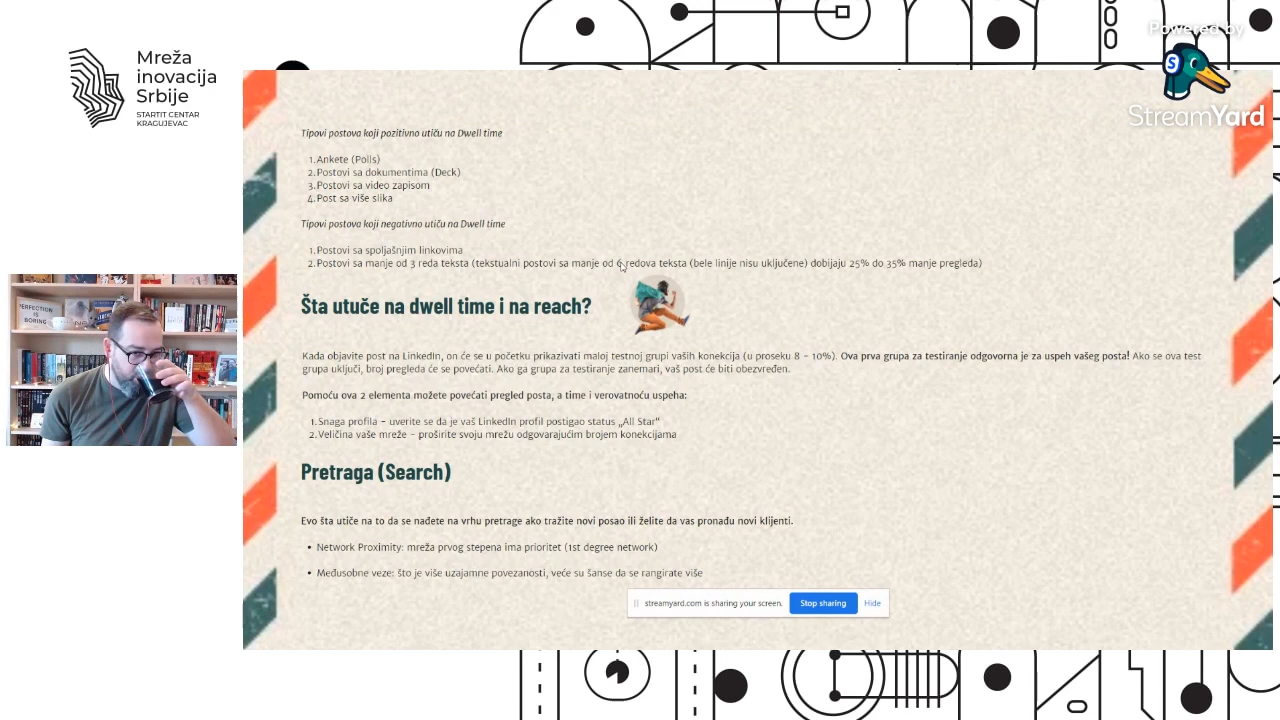 Mreža
inovacija
Srbije
STARTIT CENTAR
KRAGUJEVAC
Powered by
S
StreamYard
PERFECTION
IS
BORING
Tipovi postova koji pozitivno utiču na Dwell time
1. Ankete (Polls)
2. Postovi sa dokumentima (Deck)
3. Postovi sa video zapisom
4. Post sa više slika
Tipovi postova koji negativno utiču na Dwell time
1. Postovi sa spoljašnjim linkovima
2. Postovi sa manje od 3 reda teksta (tekstualni postovi sa manje od 6 redova teksta (bele linije nisu uključene) dobijaju 25% do 35% manje pregleda)
Šta utuče na dwell time i na reach?
Kada objavite post na LinkedIn, on će se u početku prikazivati maloj testnoj grupi vaših konekcija (u proseku 8 – 10%). Ova prva grupa za testiranje odgovorna je za uspeh vašeg posta! Ako se ova test
grupa uključi, broj pregleda će se povećati. Ako ga grupa za testiranje zanemari, vaš post će biti obezvređen.
Pomoću ova 2 elementa možete povećati pregled posta, a time i verovatnoću uspeha:
1. Snaga profila – uverite se da je vaš LinkedIn profil postigao status „All Star“
2. Veličina vaše mreže – proširite svoju mrežu odgovarajućim brojem konekcijama
Pretraga (Search)
Evo šta utiče na to da se nađete na vrhu pretrage ako tražite novi posao ili želite da vas pronađu novi klijenti.
• Network Proximity: mreža prvog stepena ima prioritet (1st degree network)
• Međusobne veze: što je više uzajamne povezanosti, veće su šanse da se rangirate više
streamyard.com is sharing your screen. Stop sharing Hide